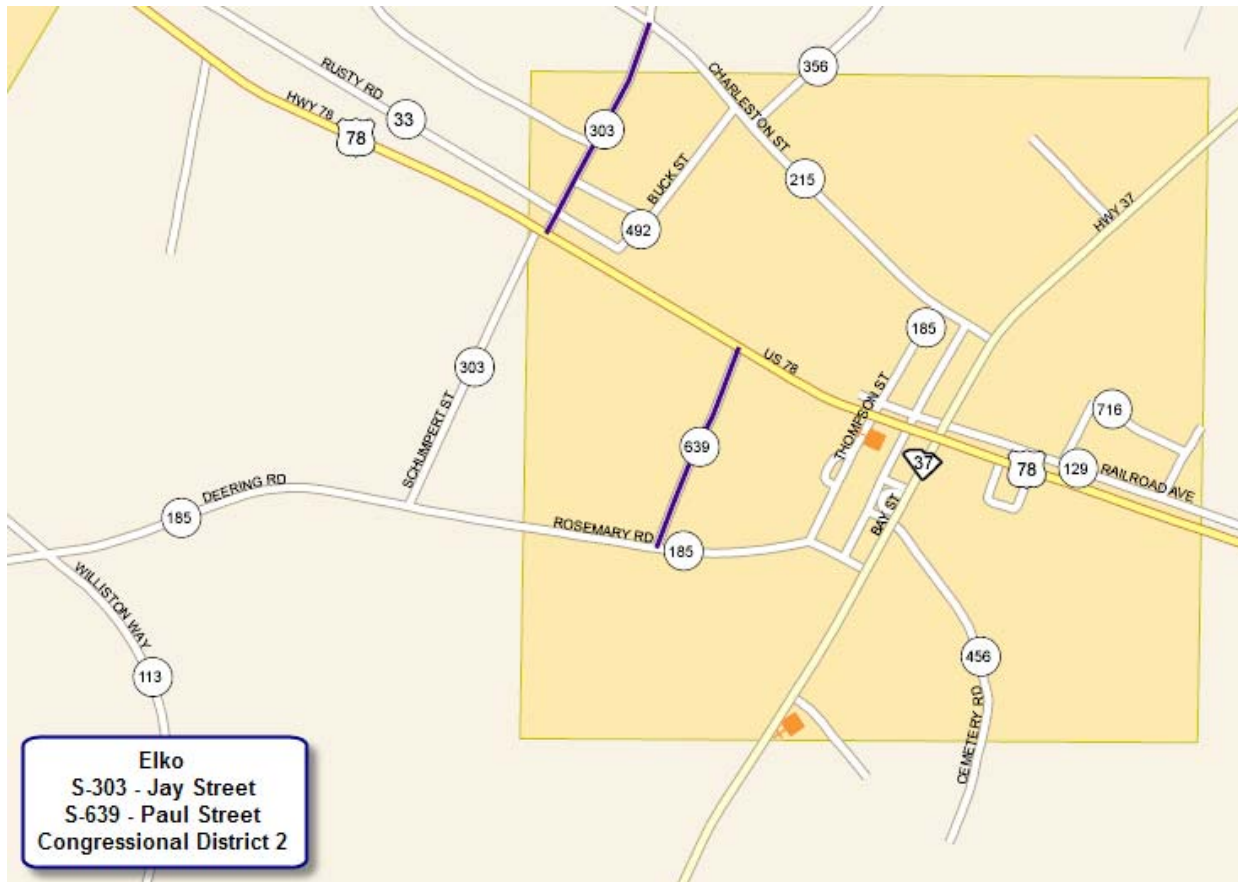 356
RUSTY RD
CHARLESTON ST
HWY 78
33
303
78
BUCK ST
215
HWY 37
492
185
US 78
303
THOMPSON ST
716
SCHUMPERT ST
639
37
78
129
RAILROAD AVE
DEERING RD
185
ROSEMARY RD
185
BAY ST
WILLISTON WAY
113
456
CEMETERY RD
Elko
S-303 - Jay Street
S-639 - Paul Street
Congressional District 2